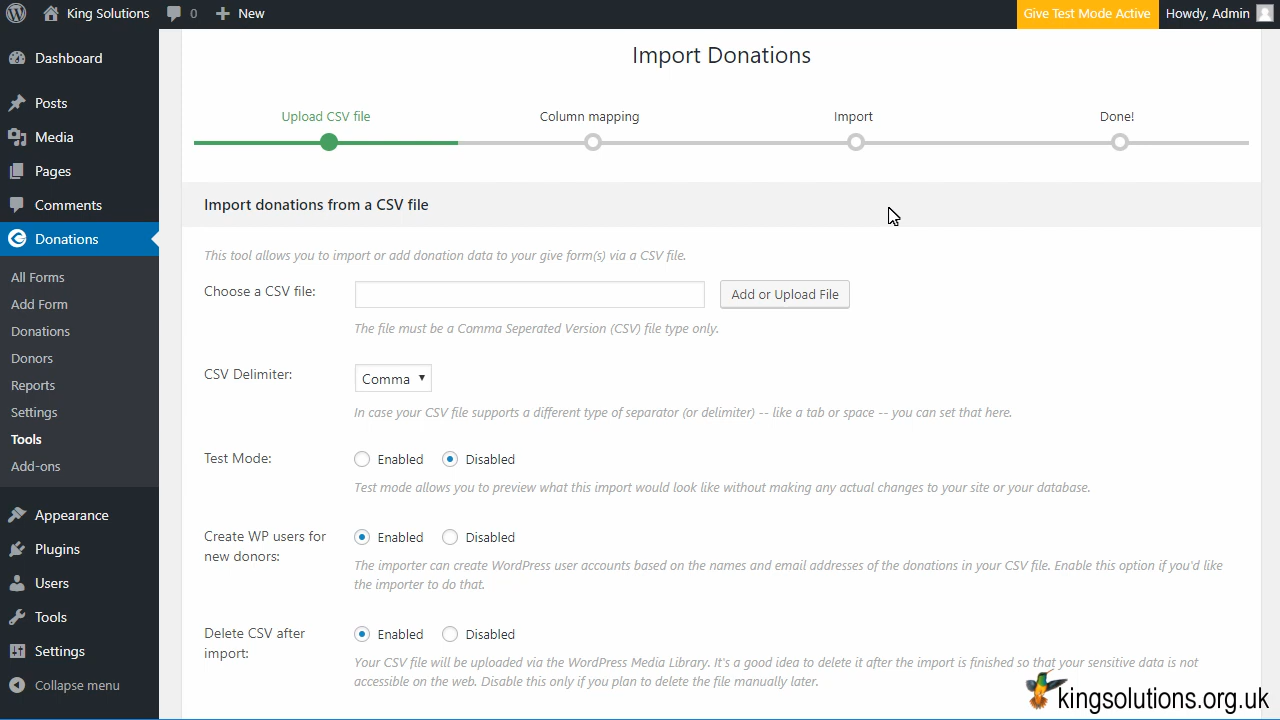 King Solutions
0
New
Give Test Mode Active
Howdy, Admin
Dashboard
Posts
Media
Pages
Comments
Donations
All Forms
Add Form
Donations
Donors
Reports
Settings
Tools
Add-ons
Appearance
Plugins
Users
Tools
Settings
Collapse menu
Import Donations
Upload CSV file
Column mapping
Import
Done!
Import donations from a CSV file
This tool allows you to import or add donation data to your give form(s) via a CSV file.
Choose a CSV file:
Add or Upload File
The file must be a Comma Seperated Version (CSV) file type only.
CSV Delimiter:
Comma
In case your CSV file supports a different type of separator (or delimiter) -- like a tab or space -- you can set that here.
Test Mode:
Enabled
Disabled
Test mode allows you to preview what this import would look like without making any actual changes to your site or your database.
Create WP users for
new donors:
Enabled
Disabled
The importer can create WordPress user accounts based on the names and email addresses of the donations in your CSV file. Enable this option if you'd like
the importer to do that.
Delete CSV after
import:
Enabled
Disabled
Your CSV file will be uploaded via the WordPress Media Library. It's a good idea to delete it after the import is finished so that your sensitive data is not
accessible on the web. Disable this only if you plan to delete the file manually later.
kingsolutions.org.uk